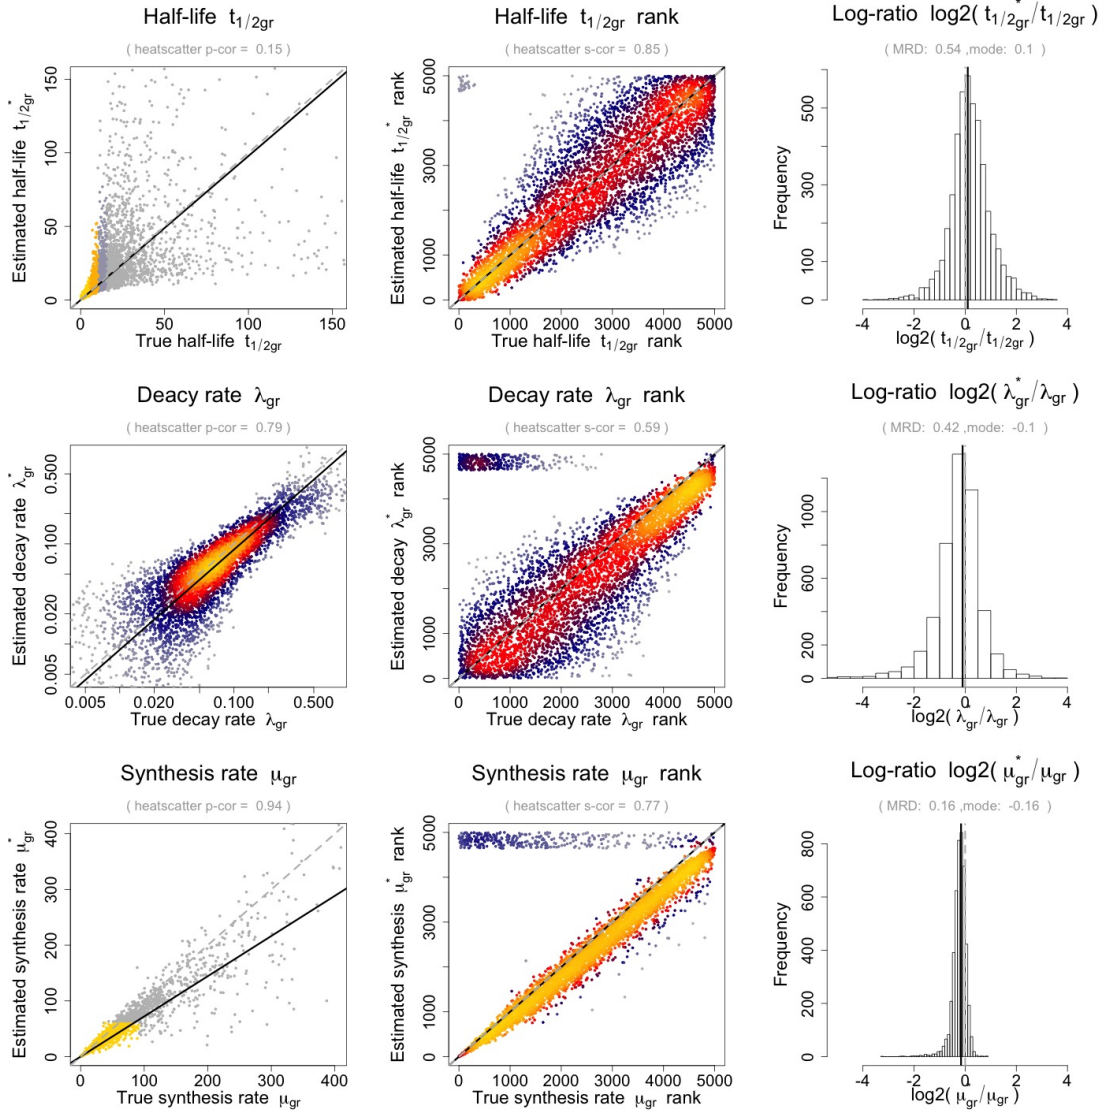 Half-life t1/2gr
( heatscatter p-cor = 0.15 )
Estimated half-life t*1/2gr
150
100
50
0
0 50 100 150
True half-life t1/2gr
Half-life t1/2gr rank
( heatscatter s-cor = 0.85 )
Estimated half-life t*1/2gr rank
5000
3000
1000
0
0 1000 2000 3000 4000 5000
True half-life t1/2gr rank
Log-ratio log2( t*1/2gr/t1/2gr )
( MRD: 0.54 ,mode: 0.1 )
Frequency
500
300
100
0
-4 -2 0 2 4
log2( t1/2gr/t1/2gr )
Deacy rate λgr
( heatscatter p-cor = 0.79 )
Estimated decay rate λ*gr
0.500
0.100
0.020
0.005
0.005 0.020 0.100 0.500
True decay rate λgr
Decay rate λgr rank
( heatscatter s-cor = 0.59 )
Estimated decay λ*gr rank
5000
3000
1000
0
0 1000 2000 3000 4000 5000
True decay rate λgr rank
Log-ratio log2( λ*gr/λgr )
( MRD: 0.42 ,mode: -0.1 )
Frequency
1000
600
200
0
-4 -2 0 2 4
log2( λgr/λgr )
Synthesis rate μgr
( heatscatter p-cor = 0.94 )
Estimated synthesis rate μ*gr
400
300
200
100
0
0 100 200 300 400
True synthesis rate μgr
Synthesis rate μgr rank
( heatscatter s-cor = 0.77 )
Estimated synthesis μ*gr rank
5000
3000
1000
0
0 1000 2000 3000 4000 5000
True synthesis rate μgr rank
Log-ratio log2( μ*gr/μgr )
( MRD: 0.16 ,mode: -0.16 )
Frequency
800
600
400
200
0
-4 -2 0 2 4
log2( μgr/μgr )